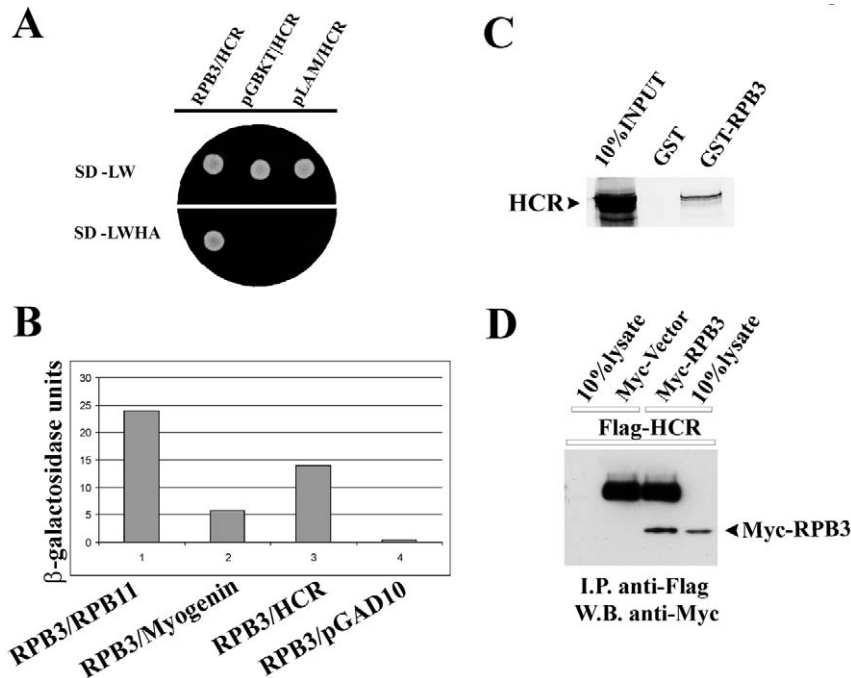 A
RPB3/HCR
pGBKT|HCR
pLAM/HCR
SD -LW
SD -LWHA
B
β-galactosidase units
30
25
20
15
10
5
0
1
2
3
4
RPB3/RPB11
RPB3/Myogenin
RPB3/HCR
RPB3/pGAD10
C
10%INPUT
GST
GST-RPB3
HCR
D
10%lysate
Myc-Vector
Myc-RPB3
10%lysate
Flag-HCR
Myc-RPB3
I.P. anti-Flag
W.B. anti-Myc